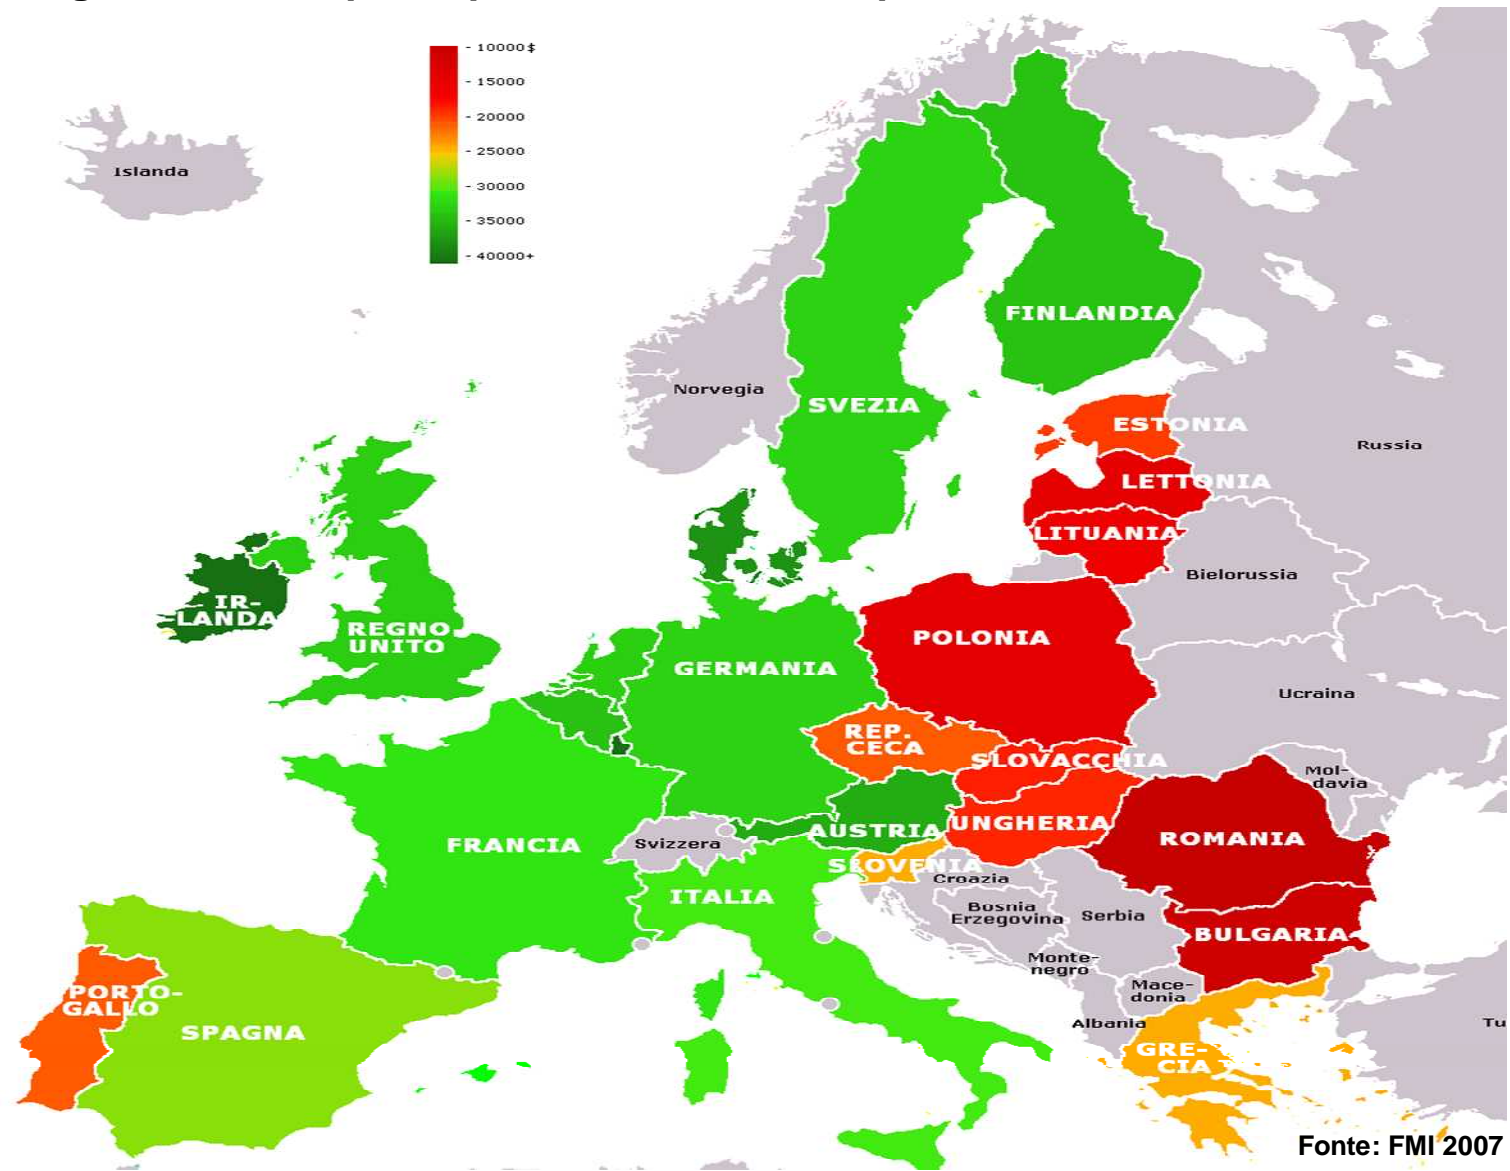 - 10000$
- 15000
- 20000
- 25000
- 30000
- 35000
- 40000+
Islanda
FINLANDIA
Norvegia
SVEZIA
ESTONIA
Russia
LETTONIA
LITUANIA
Bielorussia
IR-
LANDA
REGNO
UNITO
POLONIA
GERMANIA
Ucraina
REP.
CECA
SLOVACCHIA
Mol-
davia
FRANCIA
Svizzera
AUSTRIA
UNGHERIA
ROMANIA
SLOVENIA
Croazia
ITALIA
Bosnia
Erzegovina
Serbia
BULGARIA
Monte-
negro
Mace-
donia
PORTO-
GALLO
SPAGNA
Albania
Tu
GRE-
CIA
Fonte: FMI 2007